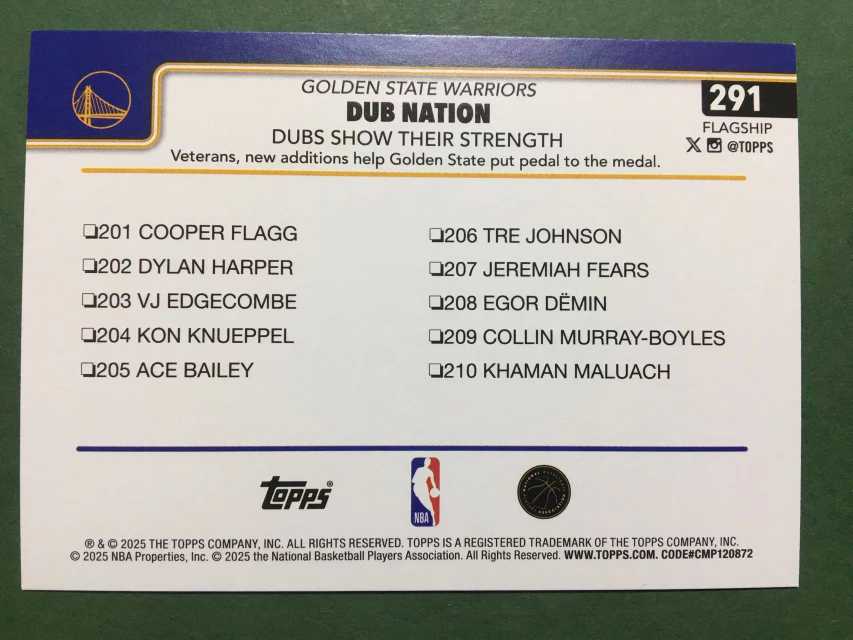 GOLDEN STATE WARRIORS
DUB NATION
DUBS SHOW THEIR STRENGTH
Veterans, new additions help Golden State put pedal to the medal.
291
FLAGSHIP
@TOPPS
❏201 COOPER FLAGG
❏202 DYLAN HARPER
❏203 VJ EDGECOMBE
❏204 KON KNUEPPEL
❏205 ACE BAILEY
❏206 TRE JOHNSON
❏207 JEREMIAH FEARS
❏208 EGOR DËMIN
❏209 COLLIN MURRAY-BOYLES
❏210 KHAMAN MALUACH
Topps®
NBA
® & © 2025 THE TOPPS COMPANY, INC. ALL RIGHTS RESERVED. TOPPS IS A REGISTERED TRADEMARK OF THE TOPPS COMPANY, INC.
© 2025 NBA Properties, Inc. © 2025 the National Basketball Players Association. All Rights Reserved. WWW.TOPPS.COM. CODE#CMP120872